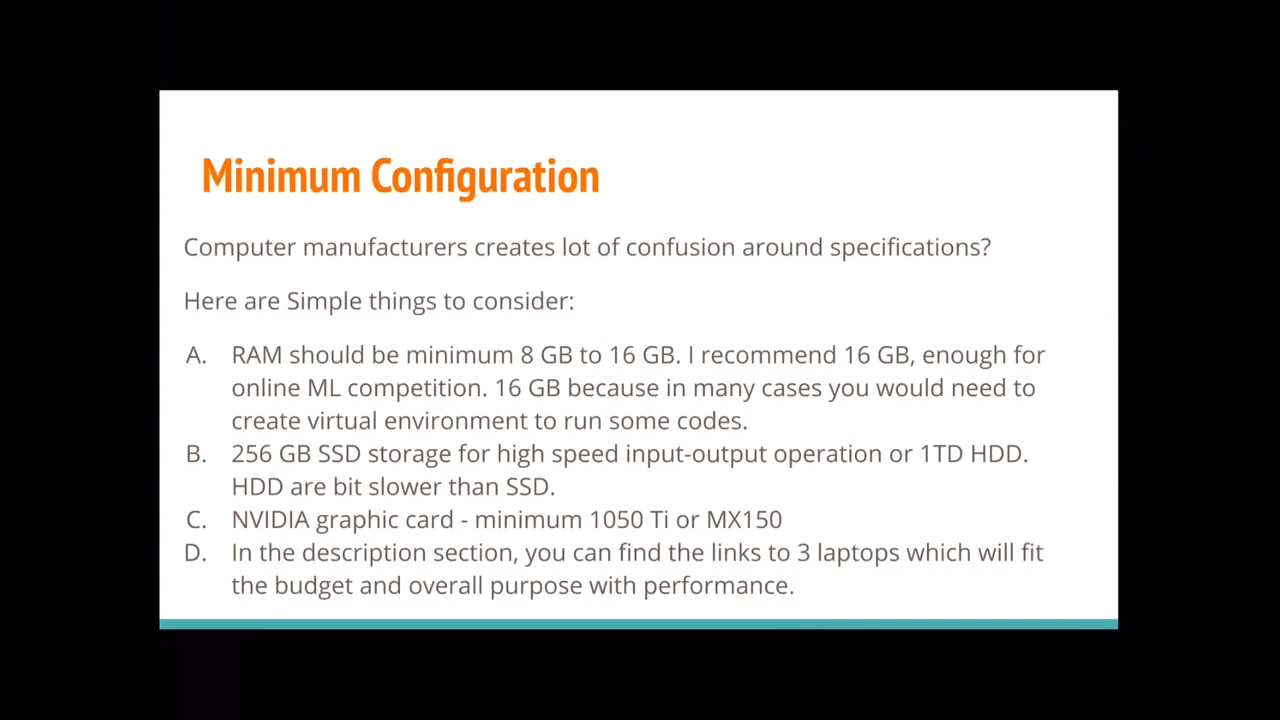 Minimum Configuration
Computer manufacturers creates lot of confusion around specifications?
Here are Simple things to consider:
A. RAM should be minimum 8 GB to 16 GB. I recommend 16 GB, enough for
online ML competition. 16 GB because in many cases you would need to
create virtual environment to run some codes.
B. 256 GB SSD storage for high speed input-output operation or 1TD HDD.
HDD are bit slower than SSD.
C. NVIDIA graphic card - minimum 1050 Ti or MX150
D. In the description section, you can find the links to 3 laptops which will fit
the budget and overall purpose with performance.